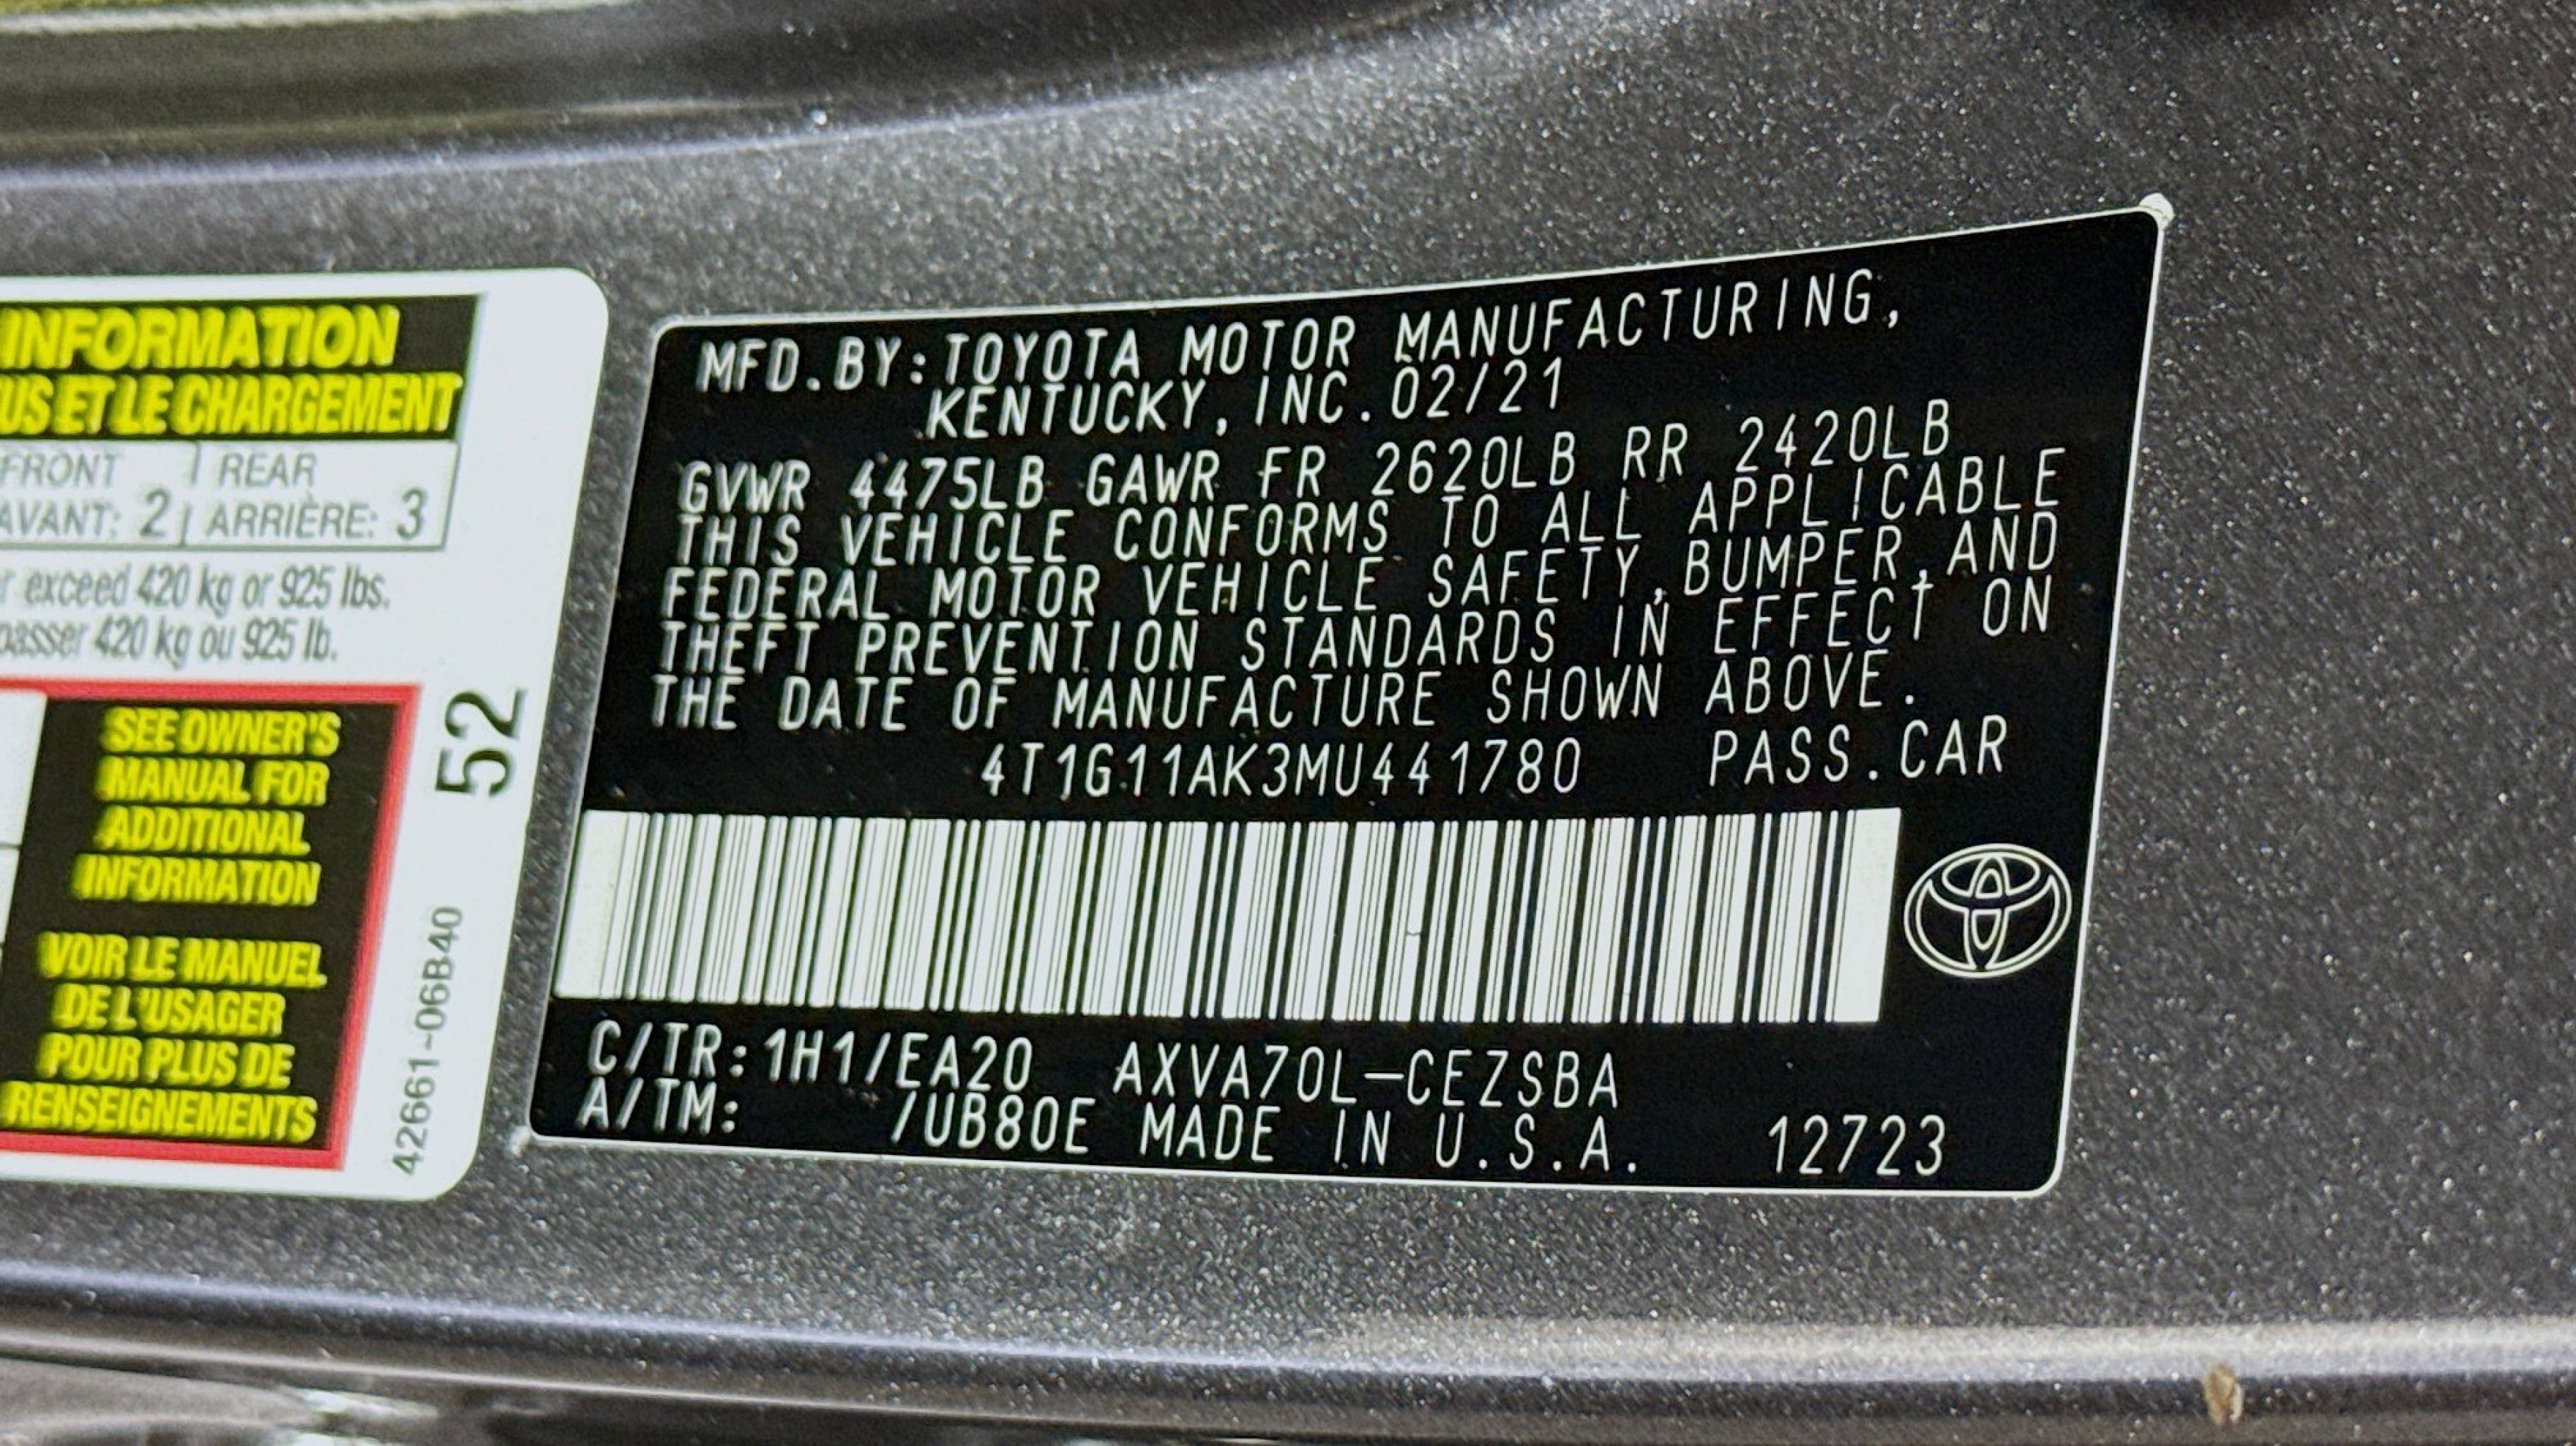 INFORMATION
US ET LE CHARGEMENT
FRONT REAR
AVANT: 2 ARRIÈRE: 3
r exceed 420 kg or 925 lbs.
passer 420 kg ou 925 lb.
SEE OWNER'S
MANUAL FOR
ADDITIONAL
INFORMATION
VOIR LE MANUEL
DE L'USAGER
POUR PLUS DE
RENSEIGNEMENTS
52
42661-06B40
MFD.BY:TOYOTA MOTOR MANUFACTURING,
KENTUCKY, INC.02/21
GVWR 4475LB GAWR FR 2620LB RR 2420LB
THIS VEHICLE CONFORMS TO ALL APPLICABLE
FEDERAL MOTOR VEHICLE SAFETY,BUMPER,AND
THEFT PREVENTION STANDARDS IN EFFECT ON
THE DATE OF MANUFACTURE SHOWN ABOVE.
4T1G11AK3MU441780 PASS.CAR
C/TR:1H1/EA20 AXVA70L-CEZSBA
A/TM: /UB80E MADE IN U.S.A. 12723